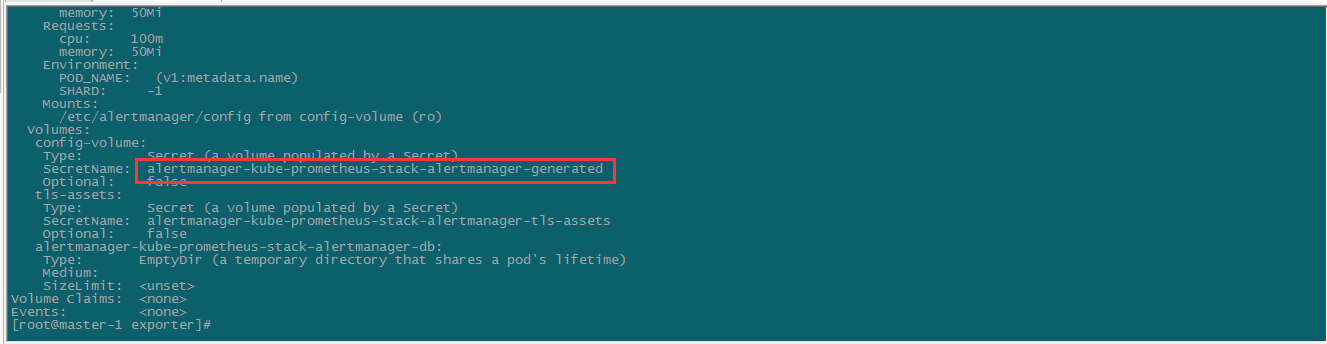 memory:  50Mi
Requests:
cpu:     100m
memory:  50Mi
Environment:
POD_NAME:   (v1:metadata.name)
SHARD:     -1
Mounts:
/etc/alertmanager/config from config-volume (ro)
Volumes:
config-volume:
Type:        Secret (a volume populated by a Secret)
SecretName:  alertmanager-kube-prometheus-stack-alertmanager-generated
Optional:    false
tls-assets:
Type:        Secret (a volume populated by a Secret)
SecretName:  alertmanager-kube-prometheus-stack-alertmanager-tls-assets
Optional:    false
alertmanager-kube-prometheus-stack-alertmanager-db:
Type:       EmptyDir (a temporary directory that shares a pod's lifetime)
Medium:
SizeLimit:  <unset>
Volume Claims:  <none>
Events:         <none>
[root@master-1 exporter]#